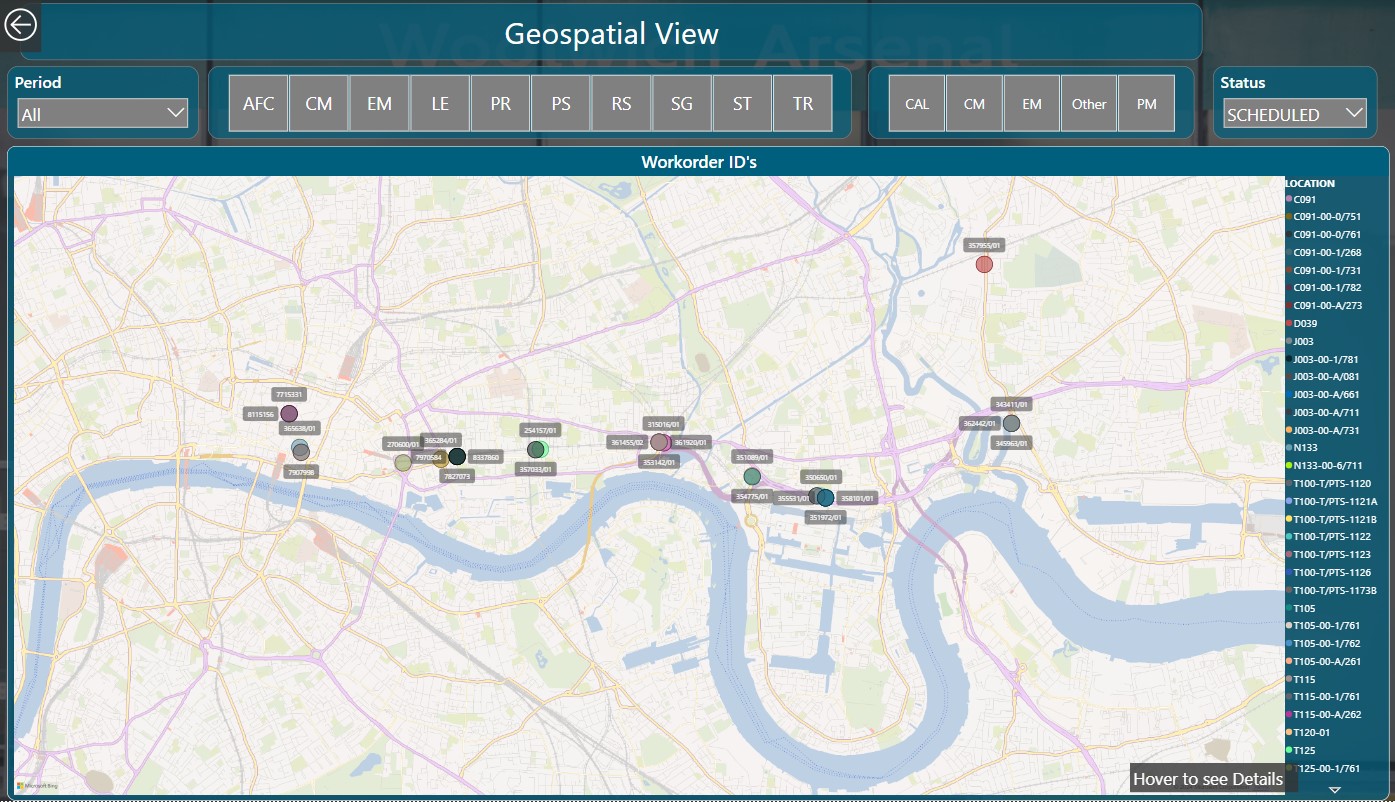 Woolwich Arsenal
Geospatial View
Period
All
AFC CM EM LE PR PS RS SG ST TR
CAL CM EM Other PM
Status
SCHEDULED
Workorder ID's
357955/01
7715331
8115156
365638/01
7907998
270600/01
365284/01
7970584
8337860
7827073
254157/01
357033/01
315016/01
361455/02
361920/01
353142/01
351089/01
354775/01
350650/01
355531/01
358101/01
351972/01
343411/01
362442/01
345963/01
LOCATION
C091
C091-00-0/751
C091-00-0/761
C091-00-1/268
C091-00-1/731
C091-00-1/782
C091-00-A/273
D039
J003
J003-00-1/781
J003-00-A/081
J003-00-A/661
J003-00-A/711
J003-00-A/731
N133
N133-00-6/711
T100-T/PTS-1120
T100-T/PTS-1121A
T100-T/PTS-1121B
T100-T/PTS-1122
T100-T/PTS-1123
T100-T/PTS-1126
T100-T/PTS-1173B
T105
T105-00-1/761
T105-00-1/762
T105-00-A/261
T115
T115-00-1/761
T115-00-A/262
T120-01
T125
T125-00-1/761
Hover to see Details
Microsoft Bing